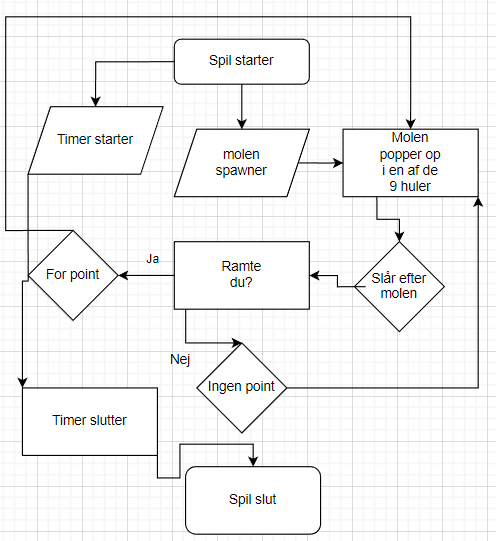 Spil starter
Timer starter
molen
spawner
Molen
popper op
i en af de
9 huler
Slår efter
molen
Ramte
du?
Ja
For point
Nej
Ingen point
Timer slutter
Spil slut